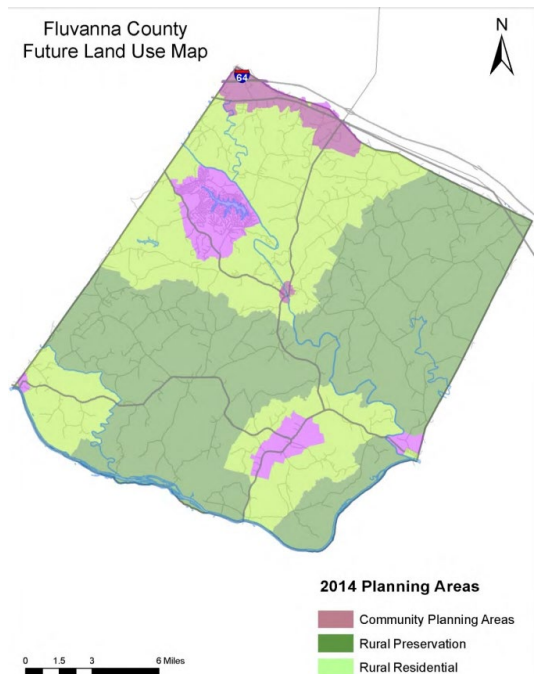 Fluvanna County
Future Land Use Map
N
64
2014 Planning Areas
Community Planning Areas
Rural Preservation
Rural Residential
0 1.5 3 6 Miles